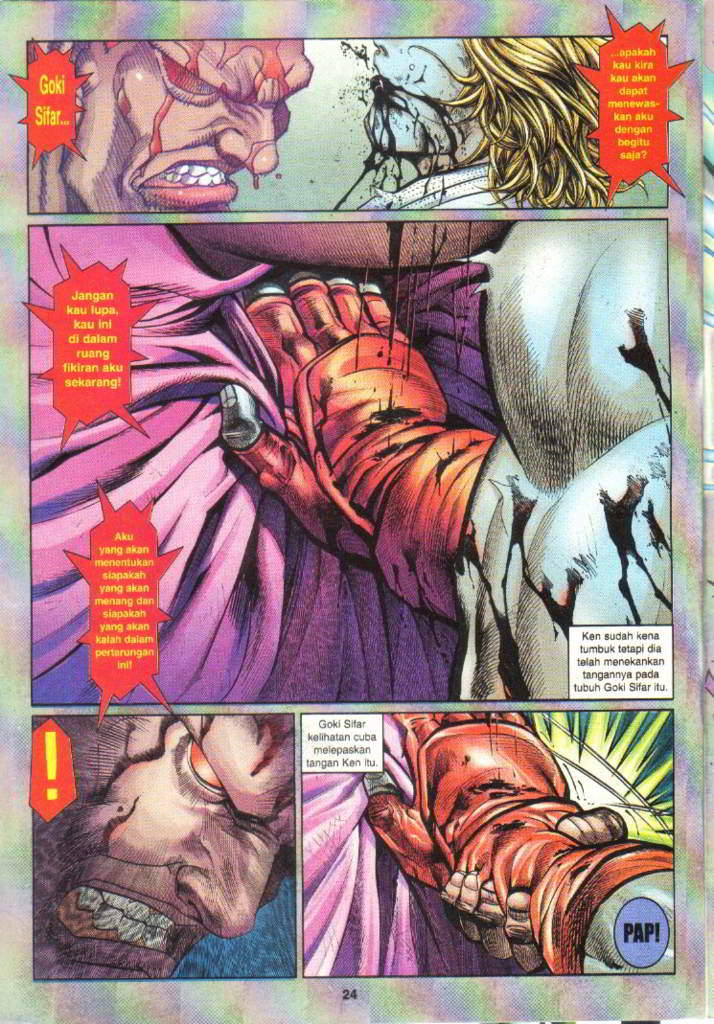 Goki
Sifar...
...apakah
kau kira
kau akan
dapat
menewas-
kan aku
dengan
begitu
saja?
Jangan
kau lupa,
kau ini
di dalam
ruang
fikiran aku
sekarang!
Aku
yang akan
menentukan
siapakah
yang akan
menang dan
siapakah
yang akan
kalah dalam
pertarungan
ini!
Ken sudah kena
tumbuk tetapi dia
telah menekankan
tangannya pada
tubuh Goki Sifar itu.
!
Goki Sifar
kelihatan cuba
melepaskan
tangan Ken itu.
PAP!
24